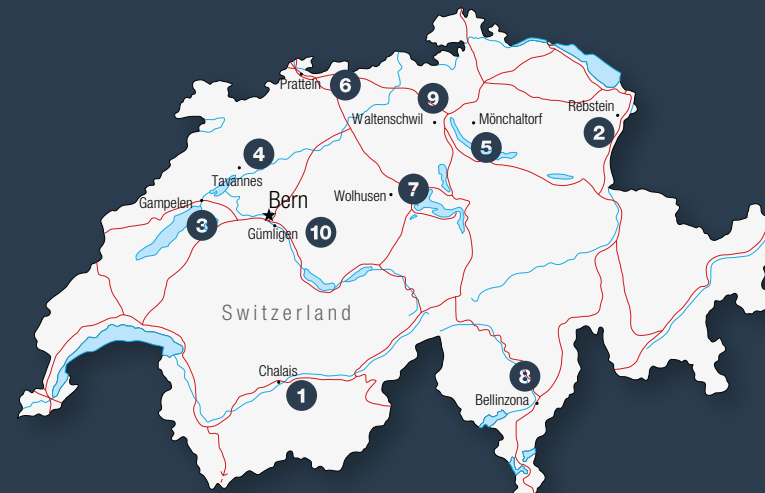 Pratteln
6
9
Rebstein
Waltenschwil
Mönchaltorf
2
5
4
Tavannes
7
Wolhusen
Gampelen
Bern
3
Gümligen
10
Switzerland
Chalais
8
1
Bellinzona